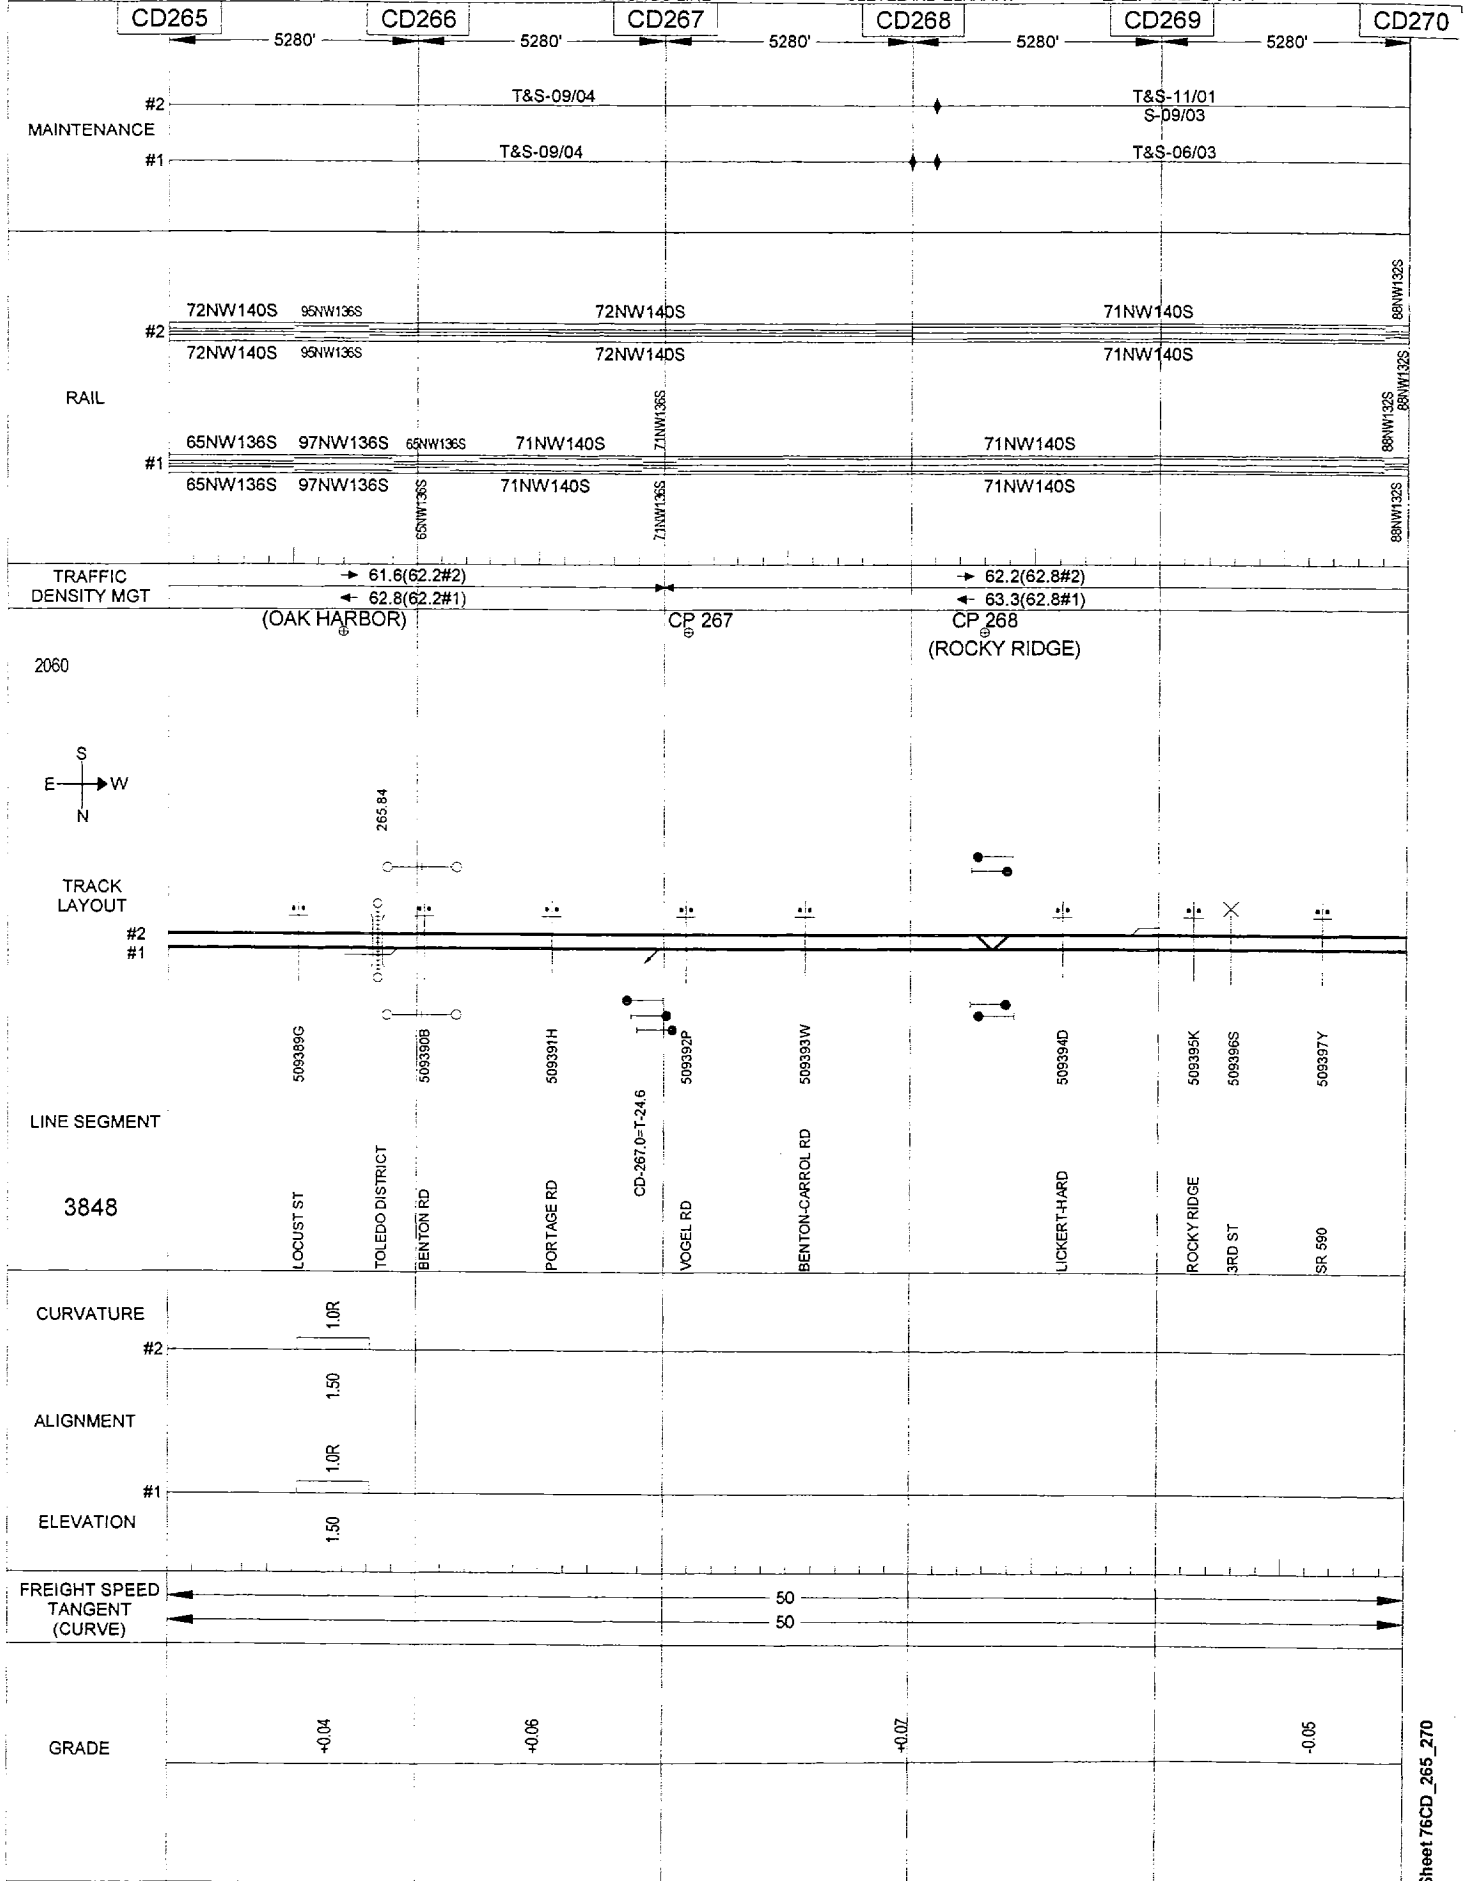 CD265 CD266 CD267 CD268 CD269 CD270
5280' 5280' 5280' 5280' 5280'
MAINTENANCE
#2 T&S-09/04 T&S-11/01
S-09/03
#1 T&S-09/04 T&S-06/03
RAIL
72NW140S 95NW136S 72NW140S 71NW140S 88NW132S
#2
72NW140S 95NW136S 72NW140S 71NW140S 88NW132S
65NW136S 97NW136S 65NW136S 71NW140S 71NW136S 71NW140S 88NW132S
#1
65NW136S 97NW136S 65NW136S 71NW140S 71NW136S 71NW140S 88NW132S
TRAFFIC
DENSITY MGT
61.6(62.2#2) 62.2(62.8#2)
62.8(62.2#1) 63.3(62.8#1)
(OAK HARBOR) CP 267 CP 268
(ROCKY RIDGE)
2060
S
E W
N
265.84
TRACK
LAYOUT
#2
#1
509389G 509390B 509391H 509392P 509393W 509394D 509395K 509396S 509397Y
CD-267.0=T-24.6
LINE SEGMENT
3848
LOCUST ST
TOLEDO DISTRICT
BENTON RD
PORTAGE RD
VOGEL RD
BENTON-CARROL RD
LICKERT-HARD
ROCKY RIDGE
3RD ST
SR 590
CURVATURE
1.0R
#2
1.50
ALIGNMENT
1.0R
#1
ELEVATION
1.50
FREIGHT SPEED
TANGENT
(CURVE)
50
50
GRADE
+0.04 +0.06 +0.07 -0.05
Sheet 76CD_265_270